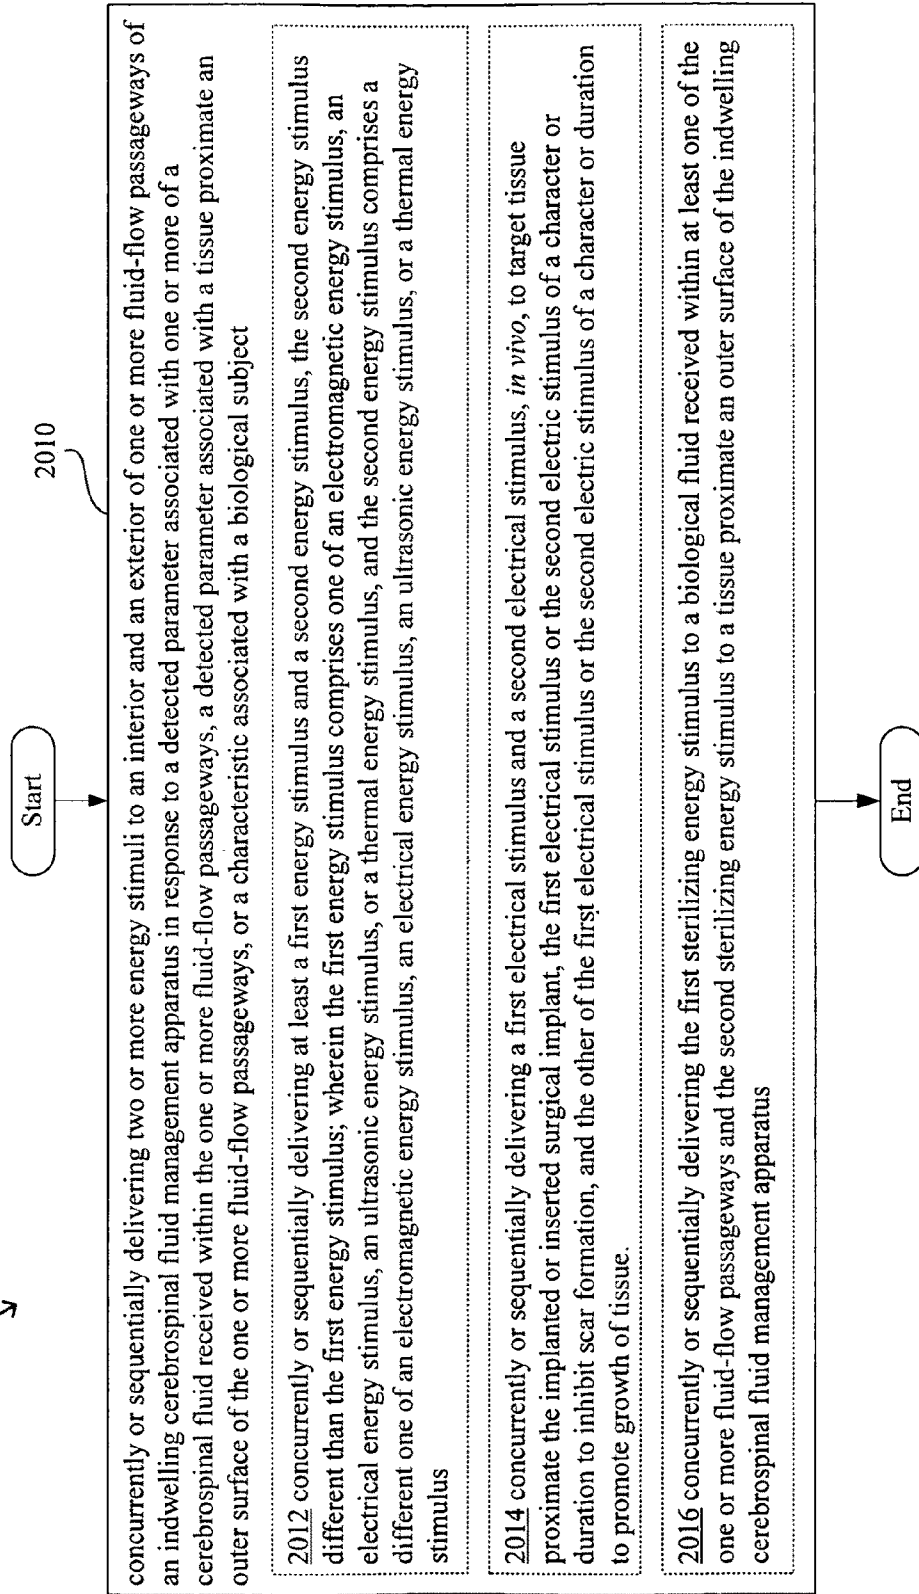 Start
2010
concurrently or sequentially delivering two or more energy stimuli to an interior and an exterior of one or more fluid-flow passageways of
an indwelling cerebrospinal fluid management apparatus in response to a detected parameter associated with one or more of a
cerebrospinal fluid received within the one or more fluid-flow passageways, a detected parameter associated with a tissue proximate an
outer surface of the one or more fluid-flow passageways, or a characteristic associated with a biological subject
2012 concurrently or sequentially delivering at least a first energy stimulus and a second energy stimulus, the second energy stimulus
different than the first energy stimulus; wherein the first energy stimulus comprises one of an electromagnetic energy stimulus, an
electrical energy stimulus, an ultrasonic energy stimulus, or a thermal energy stimulus, and the second energy stimulus comprises a
different one of an electromagnetic energy stimulus, an electrical energy stimulus, an ultrasonic energy stimulus, or a thermal energy
stimulus
2014 concurrently or sequentially delivering a first electrical stimulus and a second electrical stimulus, in vivo, to target tissue
proximate the implanted or inserted surgical implant, the first electrical stimulus or the second electric stimulus of a character or
duration to inhibit scar formation, and the other of the first electrical stimulus or the second electric stimulus of a character or duration
to promote growth of tissue.
2016 concurrently or sequentially delivering the first sterilizing energy stimulus to a biological fluid received within at least one of the
one or more fluid-flow passageways and the second sterilizing energy stimulus to a tissue proximate an outer surface of the indwelling
cerebrospinal fluid management apparatus
End